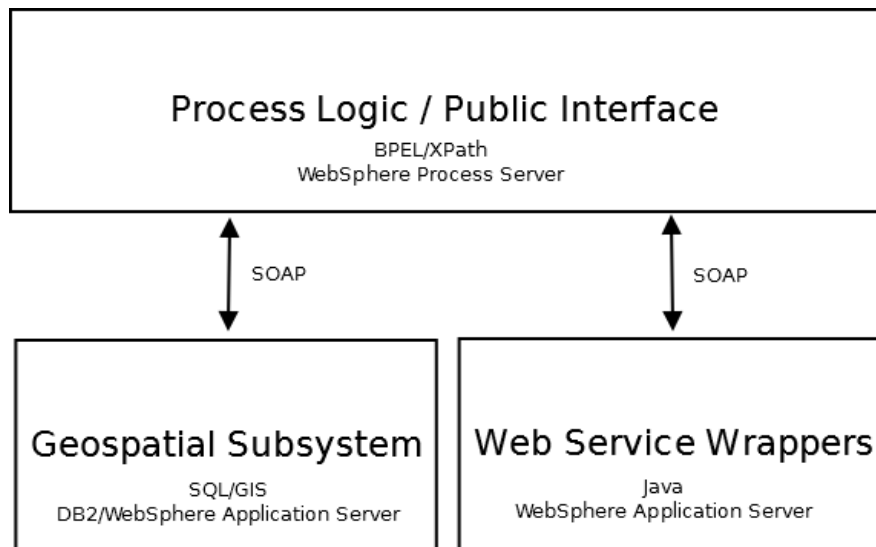 Process Logic / Public Interface
BPEL/XPath
WebSphere Process Server
SOAP
SOAP
Geospatial Subsystem
SQL/GIS
DB2/WebSphere Application Server
Web Service Wrappers
Java
WebSphere Application Server